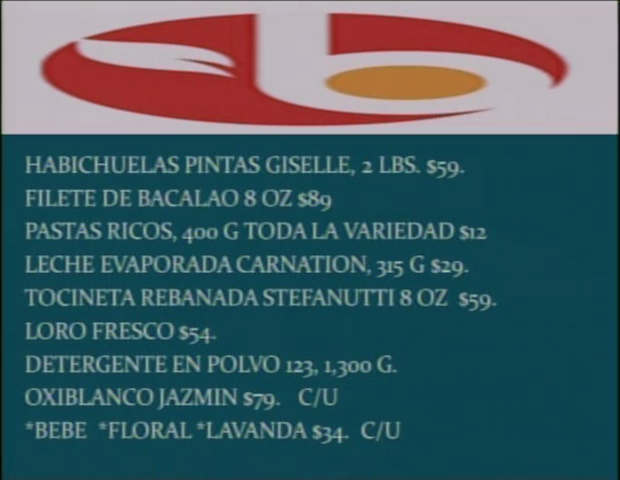 HABICHUELAS PINTAS GISELLE, 2 LBS. $59.
FILETE DE BACALAO 8 OZ $89
PASTAS RICOS, 400 G TODA LA VARIEDAD $12
LECHE EVAPORADA CARNATION, 315 G $29.
TOCINETA REBANADA STEFANUTTI 8 OZ $59.
LORO FRESCO $54.
DETERGENTE EN POLVO 123, 1,300 G.
OXIBLANCO JAZMIN $79. C/U
*BEBE *FLORAL *LAVANDA $34. C/U